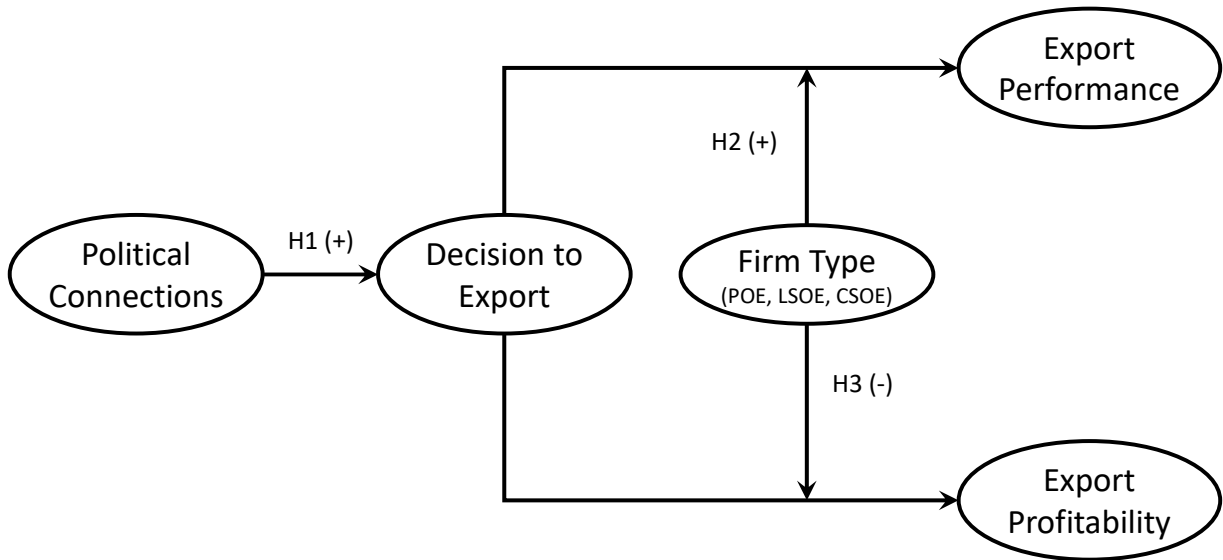 Export
Performance
H2 (+)
Political
Connections
H1 (+)
Decision to
Export
Firm Type
(POE, LSOE, CSOE)
H3 (-)
Export
Profitability